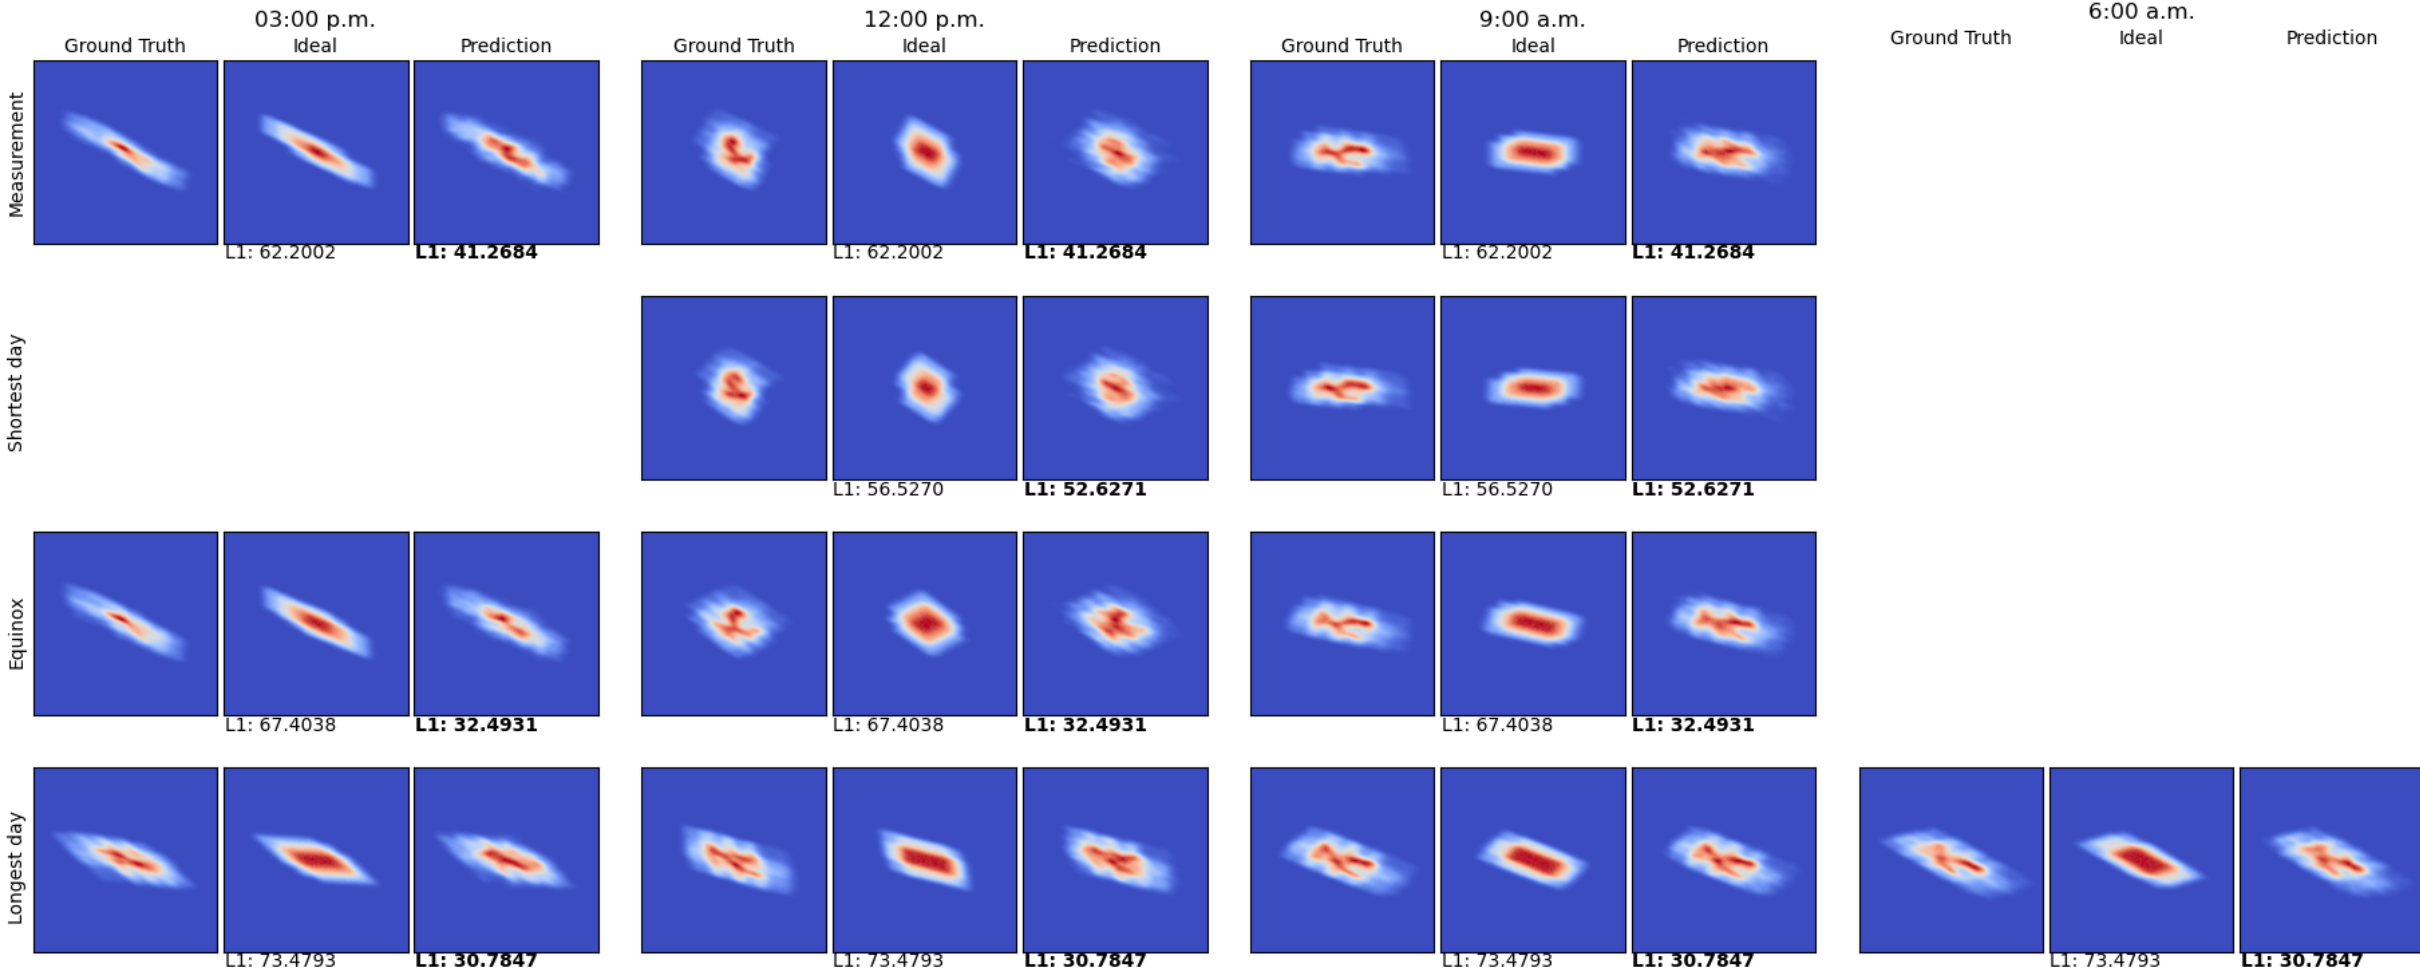 03:00 p.m. 12:00 p.m. 9:00 a.m. 6:00 a.m.
Ground Truth Ideal Prediction Ground Truth Ideal Prediction Ground Truth Ideal Prediction Ground Truth Ideal Prediction
Measurement
L1: 62.2002 L1: 41.2684 L1: 62.2002 L1: 41.2684 L1: 62.2002 L1: 41.2684
Shortest day
L1: 56.5270 L1: 52.6271 L1: 56.5270 L1: 52.6271
Equinox
L1: 67.4038 L1: 32.4931 L1: 67.4038 L1: 32.4931 L1: 67.4038 L1: 32.4931
Longest day
L1: 73.4793 L1: 30.7847 L1: 73.4793 L1: 30.7847 L1: 73.4793 L1: 30.7847 L1: 73.4793 L1: 30.7847